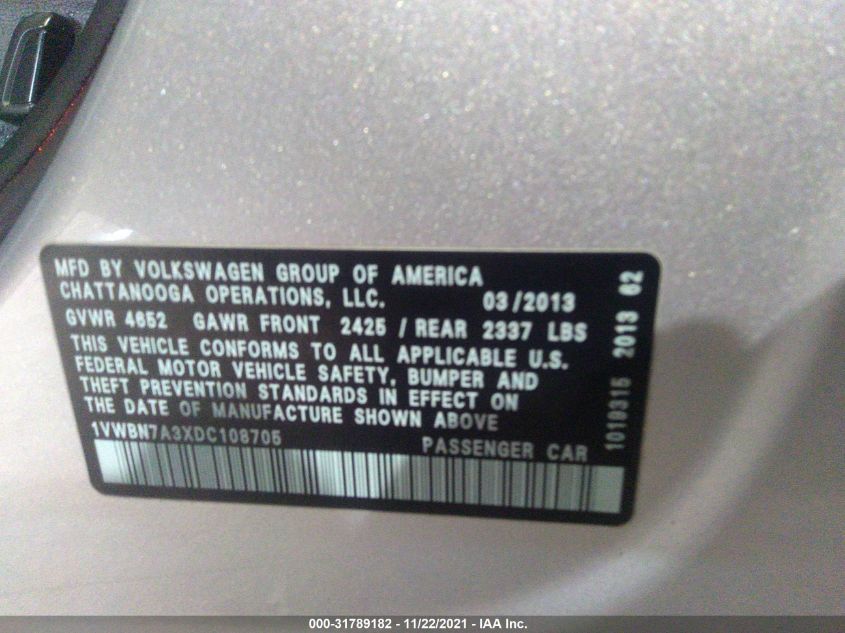 MFD BY VOLKSWAGEN GROUP OF AMERICA
CHATTANOOGA OPERATIONS, LLC. 03/2013
GVWR 4652 GAWR FRONT 2425 / REAR 2337 LBS
THIS VEHICLE CONFORMS TO ALL APPLICABLE U.S.
FEDERAL MOTOR VEHICLE SAFETY, BUMPER AND
THEFT PREVENTION STANDARDS IN EFFECT ON
THE DATE OF MANUFACTURE SHOWN ABOVE
1VWBN7A3XDC108705 PASSENGER CAR
1019315 2013 62
000-31789182 - 11/22/2021 - IAA Inc.